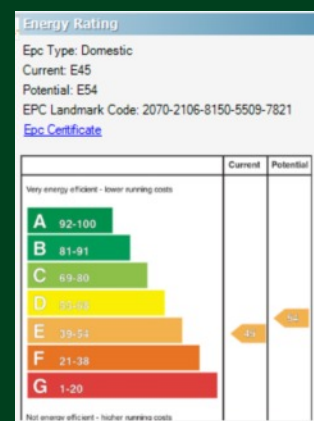 Energy Rating
Epc Type: Domestic
Current: E45
Potential: E54
EPC Landmark Code: 2070-2106-8150-5509-7821
Epc Certificate
Current Potential
Very energy efficient - lower running costs
A 92-100
B 81-91
C 69-80
D
E 39-54
F 21-38
G 1-20
45
54
Not energy efficient - higher running costs